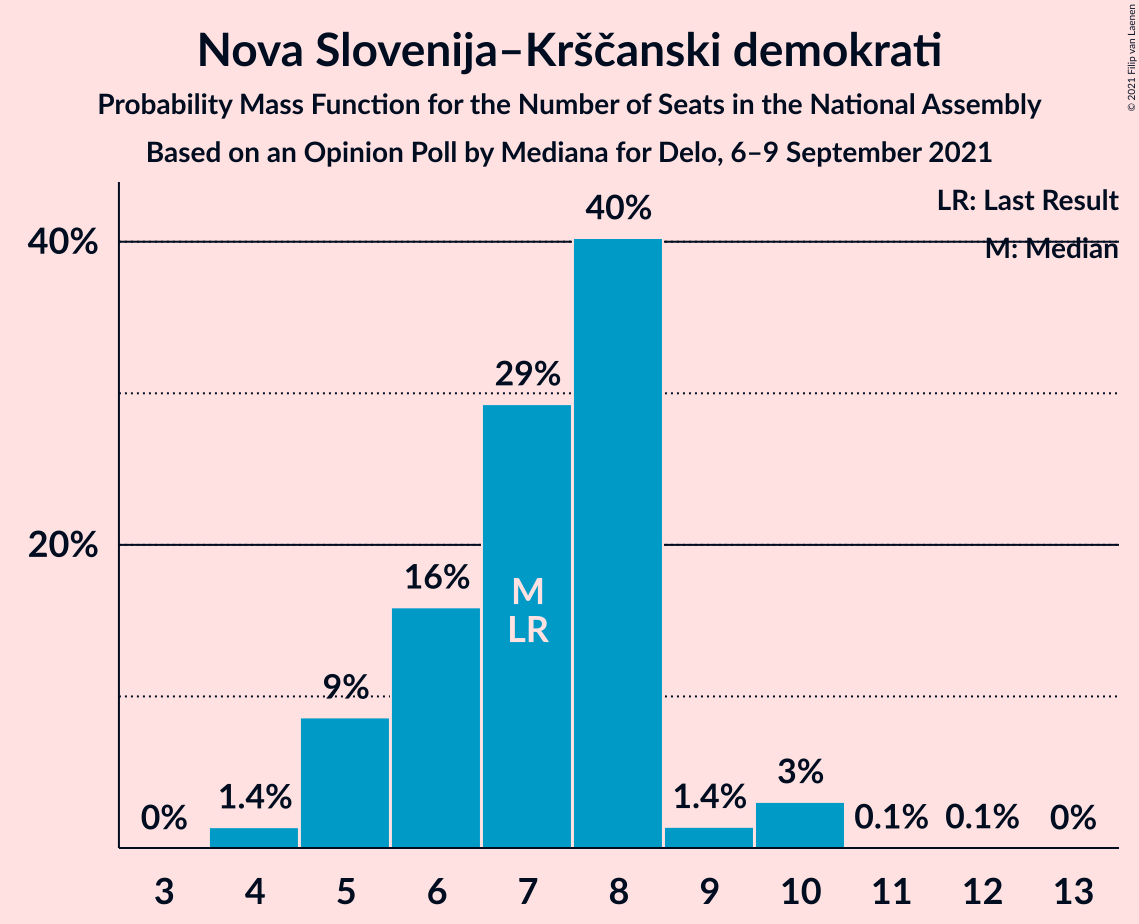 Nova Slovenija–Krščanski demokrati
Probability Mass Function for the Number of Seats in the National Assembly
Based on an Opinion Poll by Mediana for Delo, 6–9 September 2021
© 2021 Filip van Laenen
LR: Last Result
M: Median
40%
20%
0%
1.4%
9%
16%
29%
40%
1.4%
3%
0.1%
0.1%
0%
M
LR
3 4 5 6 7 8 9 10 11 12 13